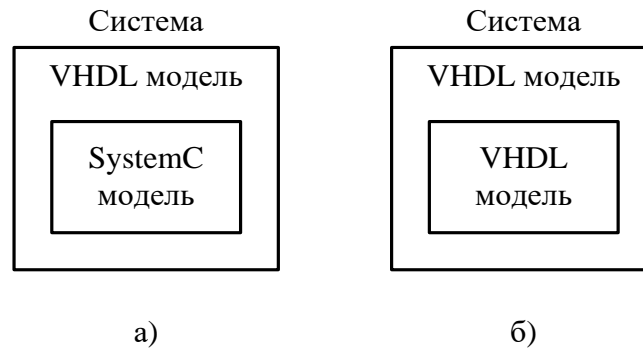 Система
VHDL модель
SystemC
модель
а)
Система
VHDL модель
VHDL
модель
б)